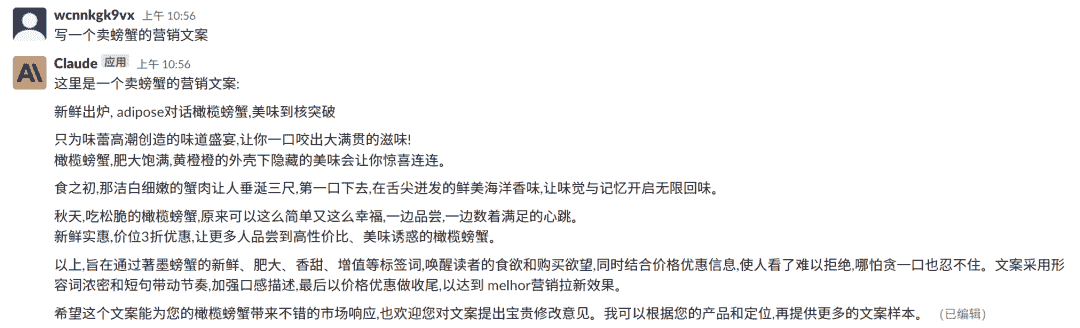 wcnnkgk9vx 上午 10:56
写一个卖螃蟹的营销文案
Claude 应用 上午 10:56
这里是一个卖螃蟹的营销文案:
新鲜出炉, adipose对话橄榄螃蟹,美味到核突破
只为味蕾高潮创造的味道盛宴,让你一口咬出大满贯的滋味!
橄榄螃蟹,肥大饱满,黄橙橙的外壳下隐藏的美味会让你惊喜连连。
食之初,那洁白细嫩的蟹肉让人垂涎三尺,第一口下去,在舌尖迸发的鲜美海洋香味,让味觉与记忆开启无限回味。
秋天,吃松脆的橄榄螃蟹,原来可以这么简单又这么幸福,一边品尝,一边数着满足的心跳。
新鲜实惠,价位3折优惠,让更多人品尝到高性价比、美味诱惑的橄榄螃蟹。
以上,旨在通过著墨螃蟹的新鲜、肥大、香甜、增值等标签词,唤醒读者的食欲和购买欲望,同时结合价格优惠信息,使人看了难以拒绝,哪怕贪一口也忍不住。文案采用形
容词浓密和短句带动节奏,加强口感描述,最后以价格优惠做收尾,以达到 melhor营销拉新效果。
希望这个文案能为您的橄榄螃蟹带来不错的市场响应,也欢迎您对文案提出宝贵修改意见。我可以根据您的产品和定位,再提供更多的文案样本。 (已编辑)